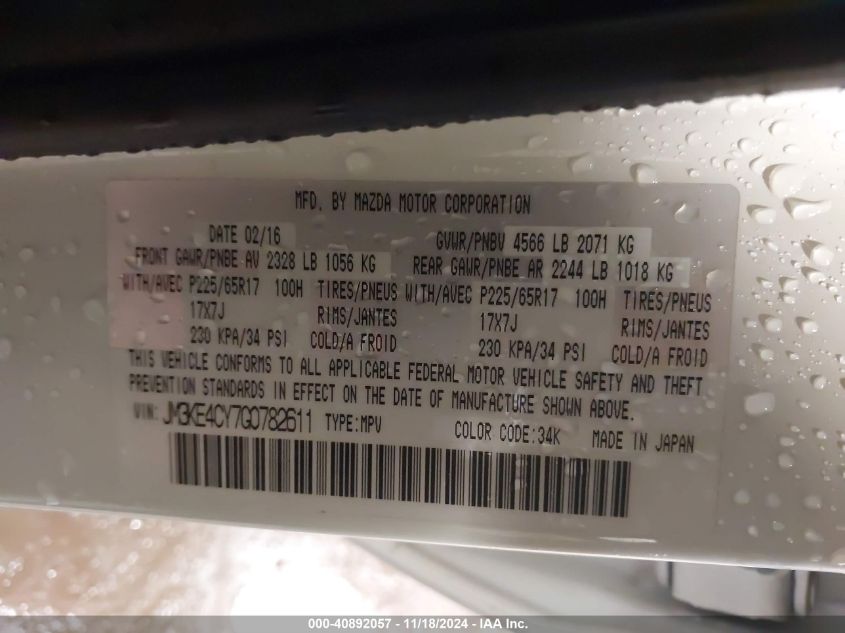 MFD. BY MAZDA MOTOR CORPORATION
DATE 02/16 GVWR/PNBV 4566 LB 2071 KG
FRONT GAWR/PNBE AV 2328 LB 1056 KG REAR GAWR/PNBE AR 2244 LB 1018 KG
WITH/AVEC P225/65R17 100H TIRES/PNEUS WITH/AVEC P225/65R17 100H TIRES/PNEUS
17X7J RIMS/JANTES 17X7J RIMS/JANTES
230 KPA/34 PSI COLD/A FROID 230 KPA/34 PSI COLD/A FROID
THIS VEHICLE CONFORMS TO ALL APPLICABLE FEDERAL MOTOR VEHICLE SAFETY AND THEFT
PREVENTION STANDARDS IN EFFECT ON THE DATE OF MANUFACTURE SHOWN ABOVE.
VIN: JM3KE4CY7G0782611 TYPE:MPV COLOR CODE:34K MADE IN JAPAN
000-40892057 - 11/18/2024 - IAA Inc.